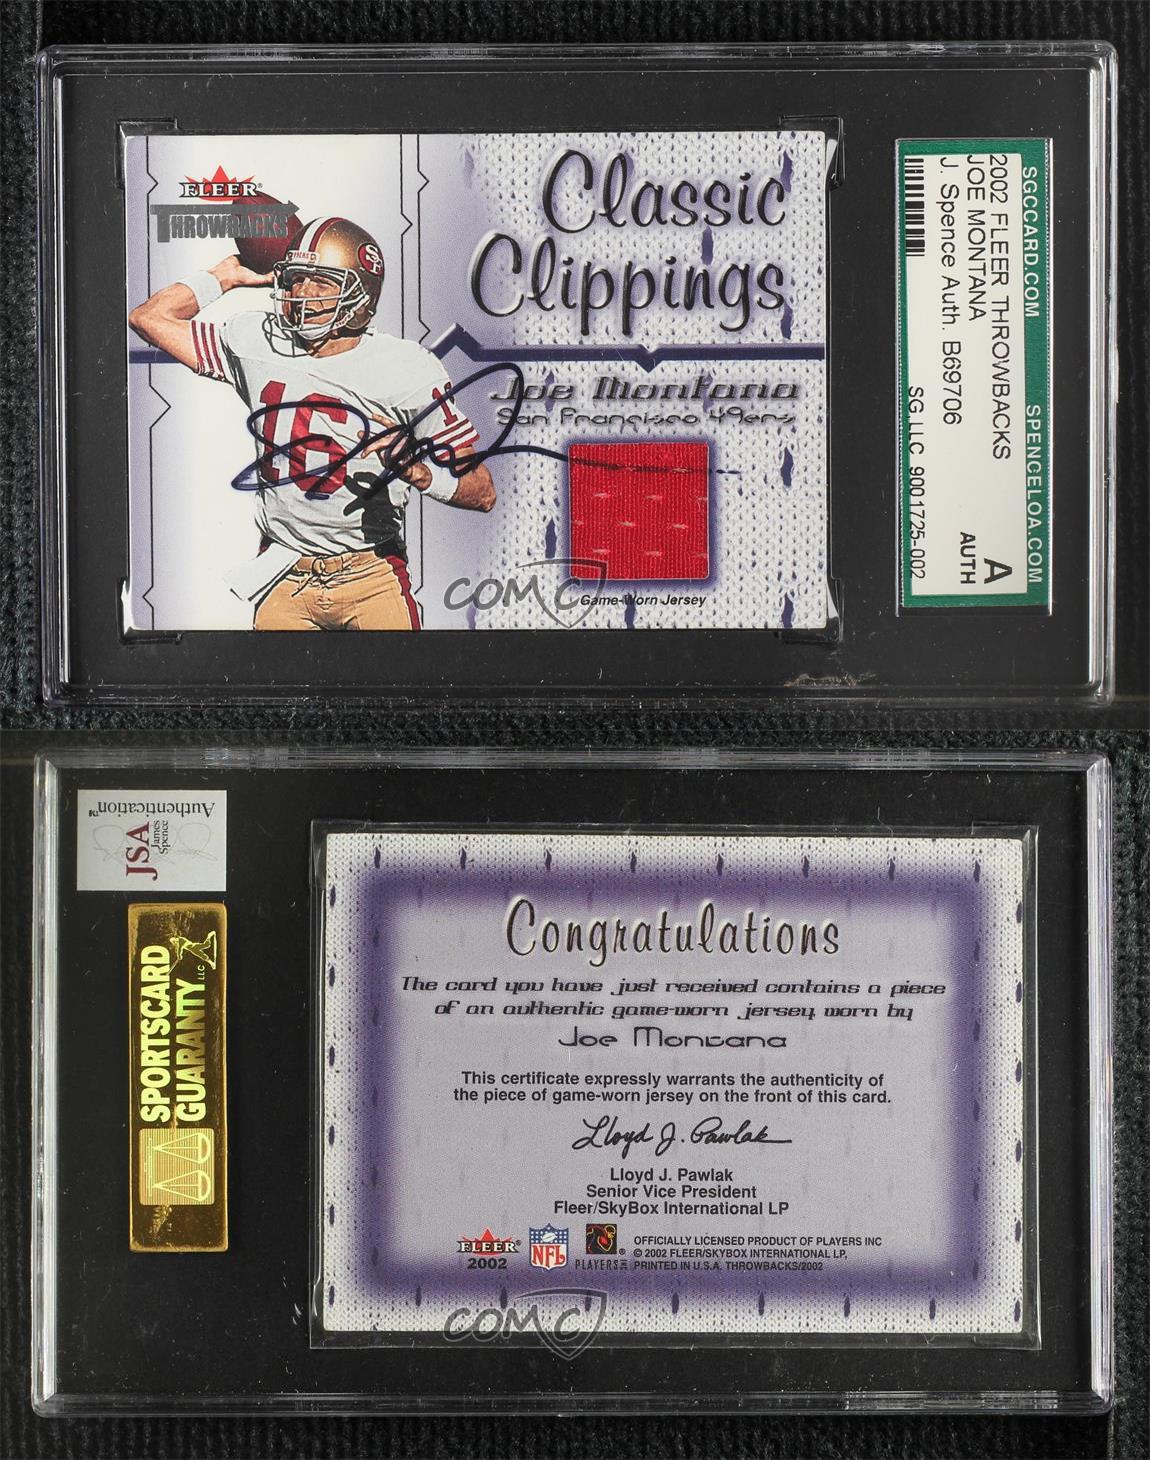 FLEER®
THROWBACKS
Classic
Clippings
Joe Montana
San Francisco 49ers
16
Game-Worn Jersey
COMC
SGCCARD.COM SPENCELOA.COM
2002 FLEER THROWBACKS
JOE MONTANA
J. Spence Auth. B69706
SG LLC 9001725-002
A
AUTH
JSA James Spence
Authentication™
SPORTSCARD
GUARANTY LLC
Congratulations
The card you have just received contains a piece
of an authentic game-worn jersey worn by
Joe Montana
This certificate expressly warrants the authenticity of
the piece of game-worn jersey on the front of this card.
Lloyd J. Pawlak
Lloyd J. Pawlak
Senior Vice President
Fleer/SkyBox International LP
FLEER®
2002
NFL
PLAYERS INC
OFFICIALLY LICENSED PRODUCT OF PLAYERS INC
© 2002 FLEER/SKYBOX INTERNATIONAL LP,
PRINTED IN U.S.A. THROWBACKS/2002
COMC